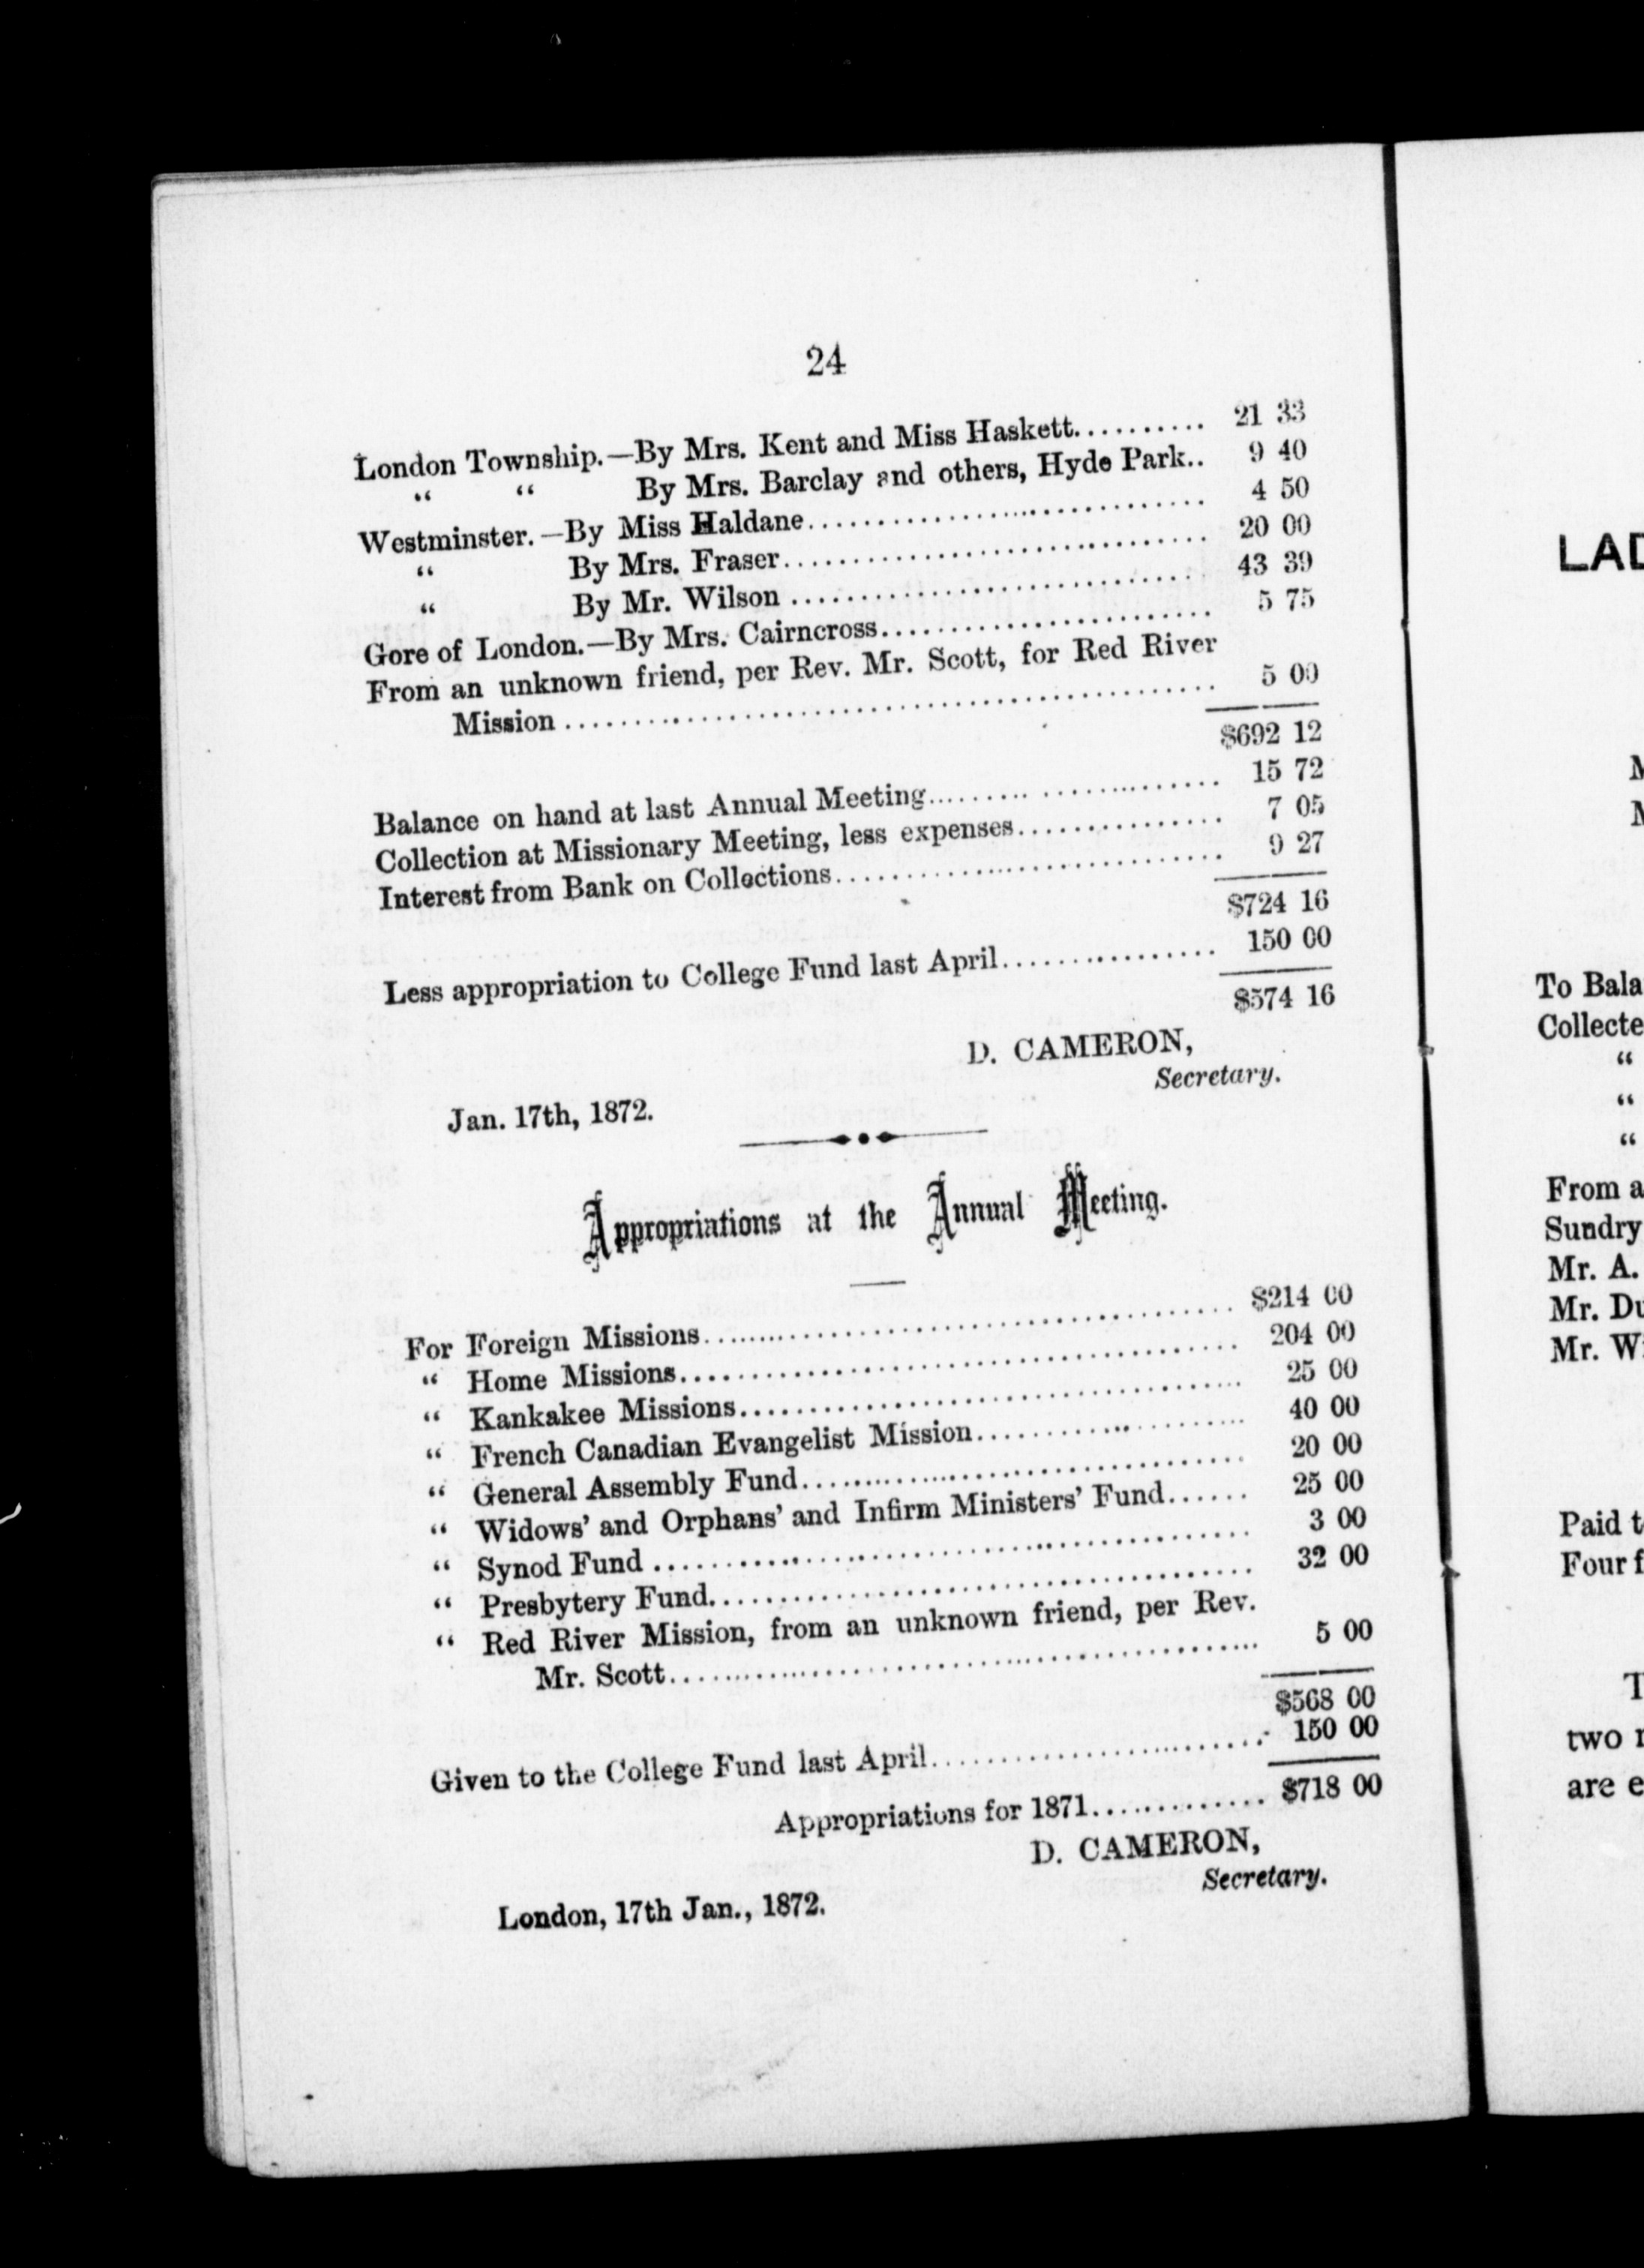 24
London Township.—By Mrs. Kent and Miss Haskett.......... 21 33
“ “ By Mrs. Barclay and others, Hyde Park.. 9 40
Westminster.—By Miss Haldane.............................. 4 50
“ By Mrs. Fraser............................... 20 00
“ By Mr. Wilson .............................. 43 39
Gore of London.—By Mrs. Cairncross......................... 5 75
From an unknown friend, per Rev. Mr. Scott, for Red River
Mission ................................................ 5 00
$692 12
Balance on hand at last Annual Meeting...................... 15 72
Collection at Missionary Meeting, less expenses............... 7 05
Interest from Bank on Collections............................ 9 27
$724 16
Less appropriation to College Fund last April................ 150 00
$574 16
D. CAMERON,
Secretary.
Jan. 17th, 1872.
Appropriations at the Annual Meeting.
For Foreign Missions....................................... $214 00
“ Home Missions......................................... 204 00
“ Kankakee Missions..................................... 25 00
“ French Canadian Evangelist Mission.................... 40 00
“ General Assembly Fund................................. 20 00
“ Widows’ and Orphans’ and Infirm Ministers’ Fund...... 25 00
“ Synod Fund ............................................ 3 00
“ Presbytery Fund........................................ 32 00
“ Red River Mission, from an unknown friend, per Rev.
Mr. Scott........................................... 5 00
$568 00
Given to the College Fund last April........................ 150 00
Appropriations for 1871............. $718 00
D. CAMERON,
Secretary.
London, 17th Jan., 1872.
LAD
M
M
To Bala
Collecte
“
“
“
From a
Sundry
Mr. A.
Mr. Du
Mr. W
Paid t
Four f
T
two
are e